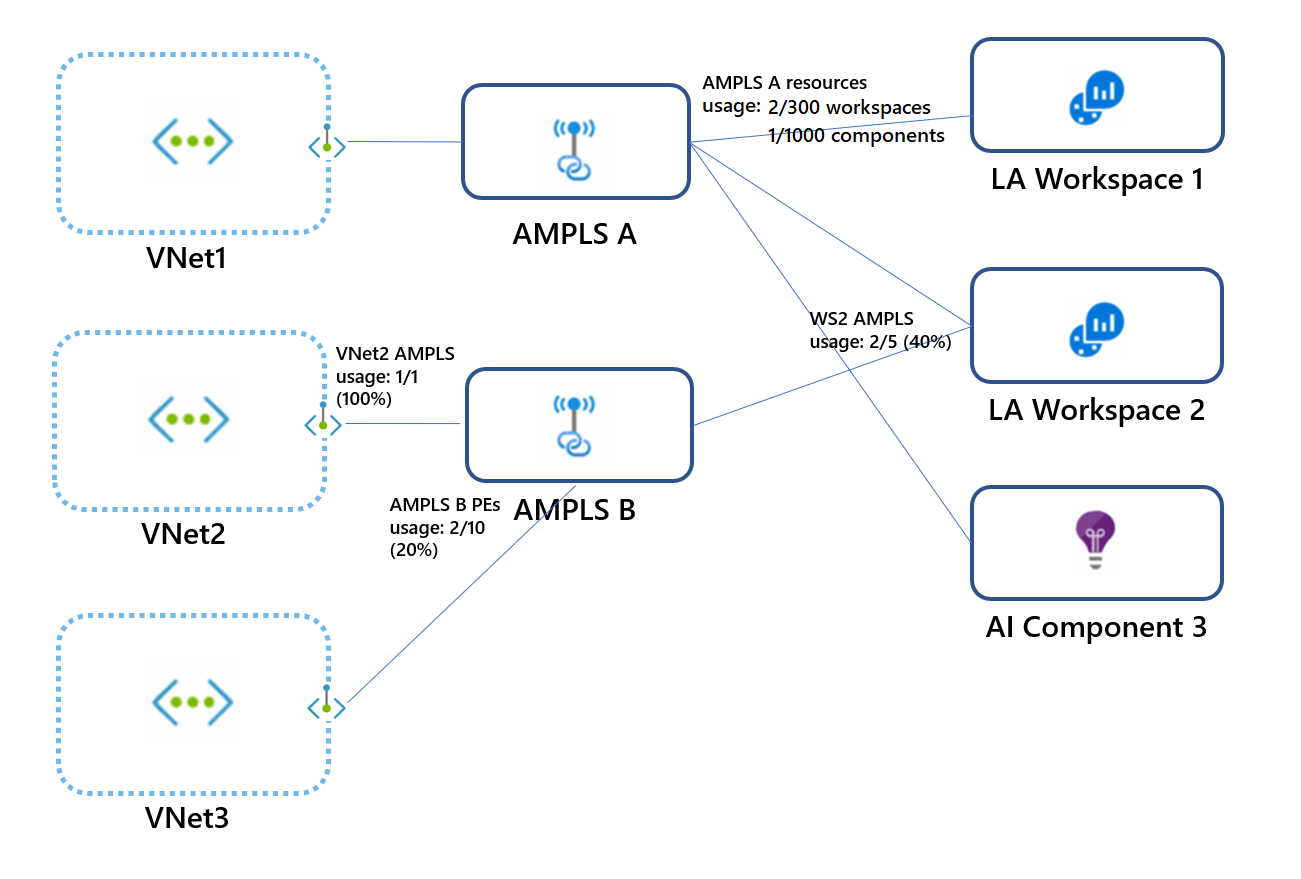 AMPLS A resources
usage: 2/300 workspaces
1/1000 components
LA Workspace 1
AMPLS A
VNet1
WS2 AMPLS
usage: 2/5 (40%)
VNet2 AMPLS
usage: 1/1
(100%)
LA Workspace 2
AMPLS B PEs
usage: 2/10
(20%)
AMPLS B
VNet2
AI Component 3
VNet3